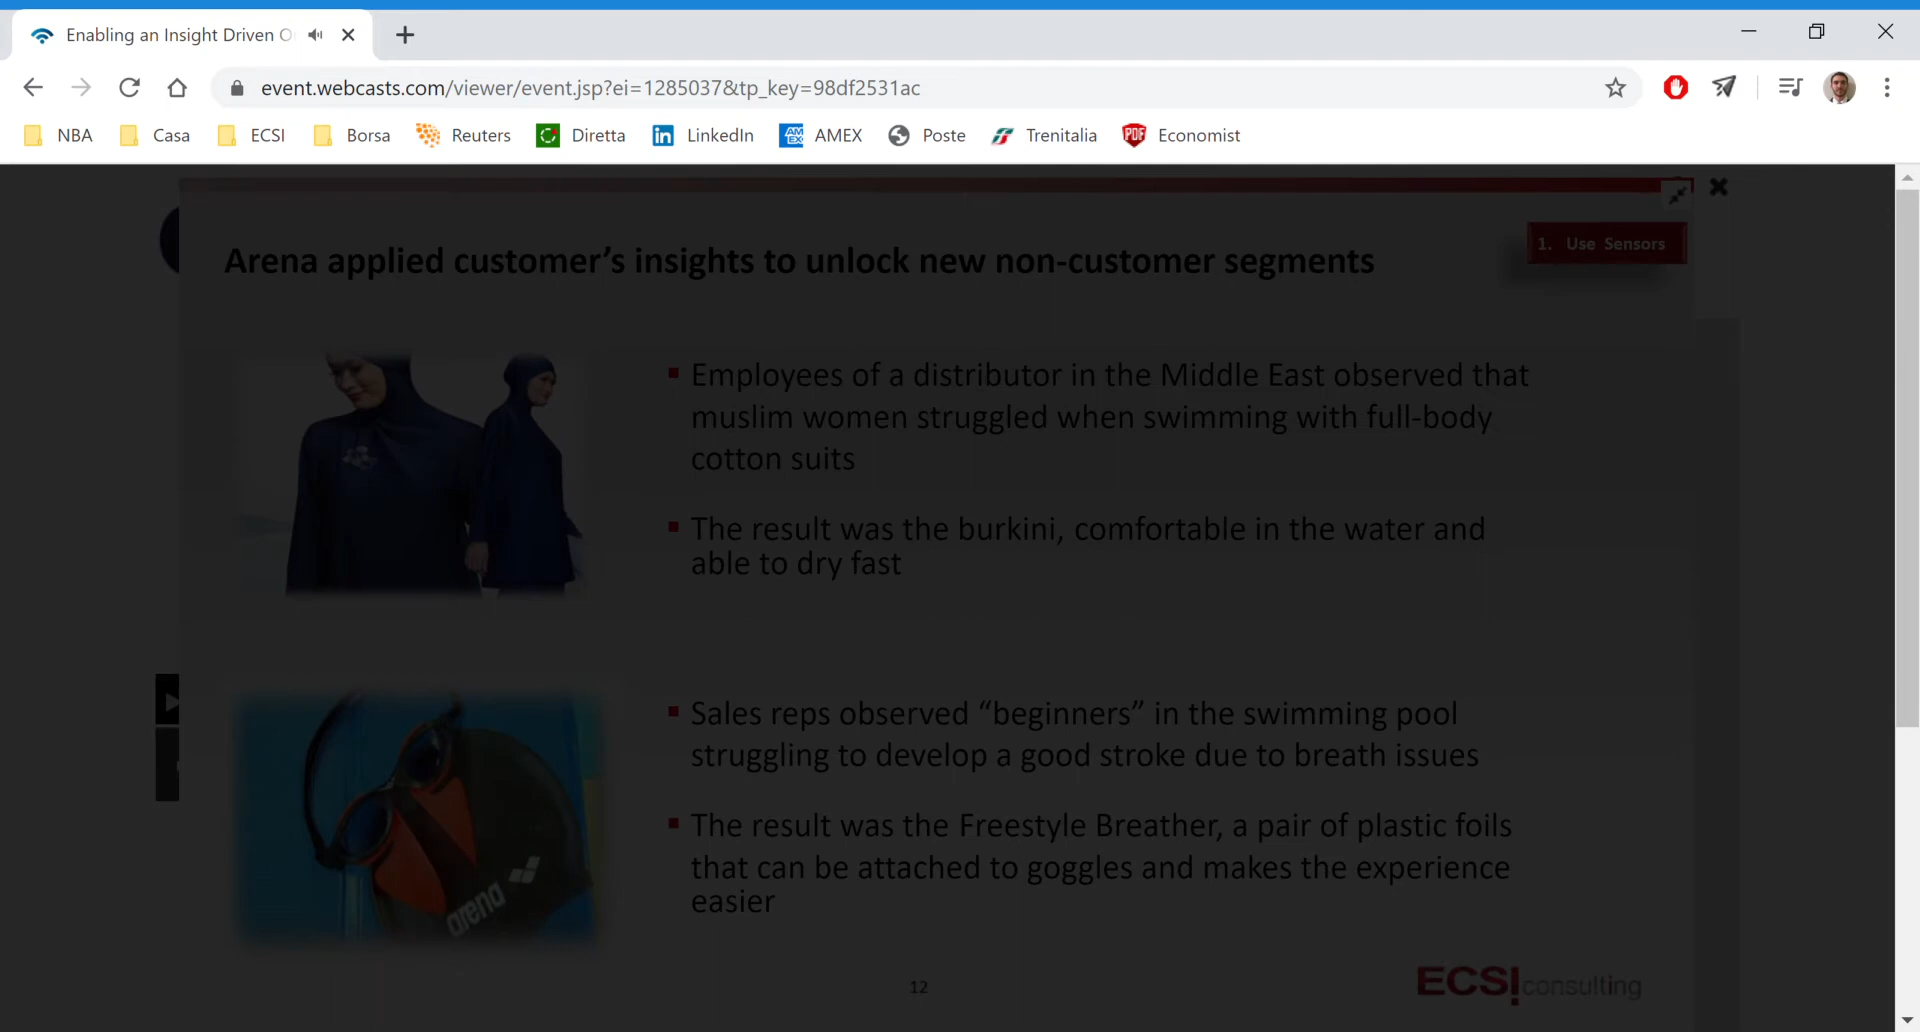 Enabling an Insight Driven O
event.webcasts.com/viewer/event.jsp?ei=1285037&tp_key=98df2531ac
NBA Casa ECSI Borsa Reuters Diretta LinkedIn AMEX Poste Trenitalia Economist
1. Use Sensors
Arena applied customer’s insights to unlock new non-customer segments
▪ Employees of a distributor in the Middle East observed that
muslim women struggled when swimming with full-body
cotton suits
▪ The result was the burkini, comfortable in the water and
able to dry fast
▪ Sales reps observed “beginners” in the swimming pool
struggling to develop a good stroke due to breath issues
▪ The result was the Freestyle Breather, a pair of plastic foils
that can be attached to goggles and makes the experience
easier
arena
12
ECSI consulting